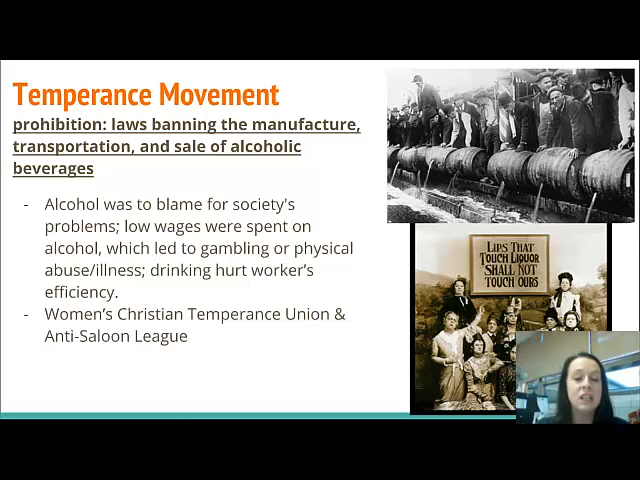 Temperance Movement
prohibition: laws banning the manufacture,
transportation, and sale of alcoholic
beverages
- Alcohol was to blame for society's
problems; low wages were spent on
alcohol, which led to gambling or physical
abuse/illness; drinking hurt worker’s
efficiency.
- Women’s Christian Temperance Union &
Anti-Saloon League
LIPS THAT
TOUCH LIQUOR
SHALL NOT
TOUCH OURS